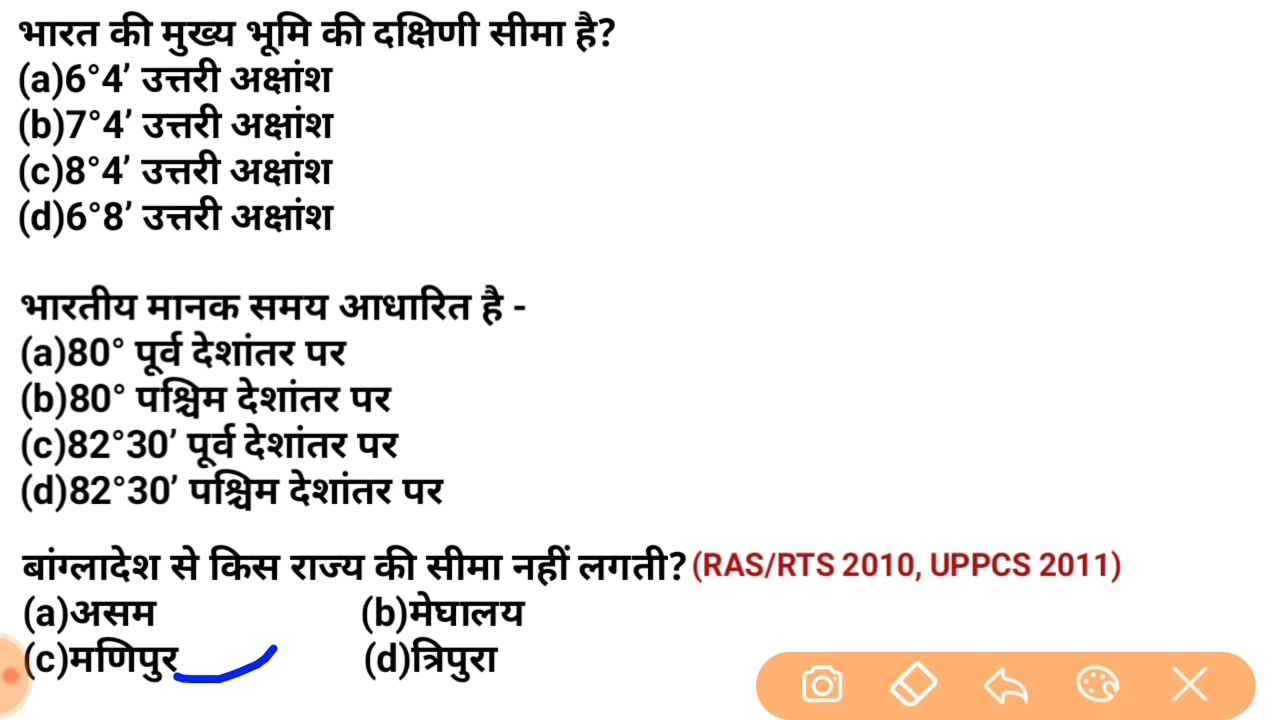 भारत की मुख्य भूमि की दक्षिणी सीमा है?
(a)6°4’ उत्तरी अक्षांश
(b)7°4’ उत्तरी अक्षांश
(c)8°4’ उत्तरी अक्षांश
(d)6°8’ उत्तरी अक्षांश
भारतीय मानक समय आधारित है -
(a)80° पूर्व देशांतर पर
(b)80° पश्चिम देशांतर पर
(c)82°30’ पूर्व देशांतर पर
(d)82°30’ पश्चिम देशांतर पर
बांग्लादेश से किस राज्य की सीमा नहीं लगती? (RAS/RTS 2010, UPPCS 2011)
(a)असम (b)मेघालय
(c)मणिपुर (d)त्रिपुरा